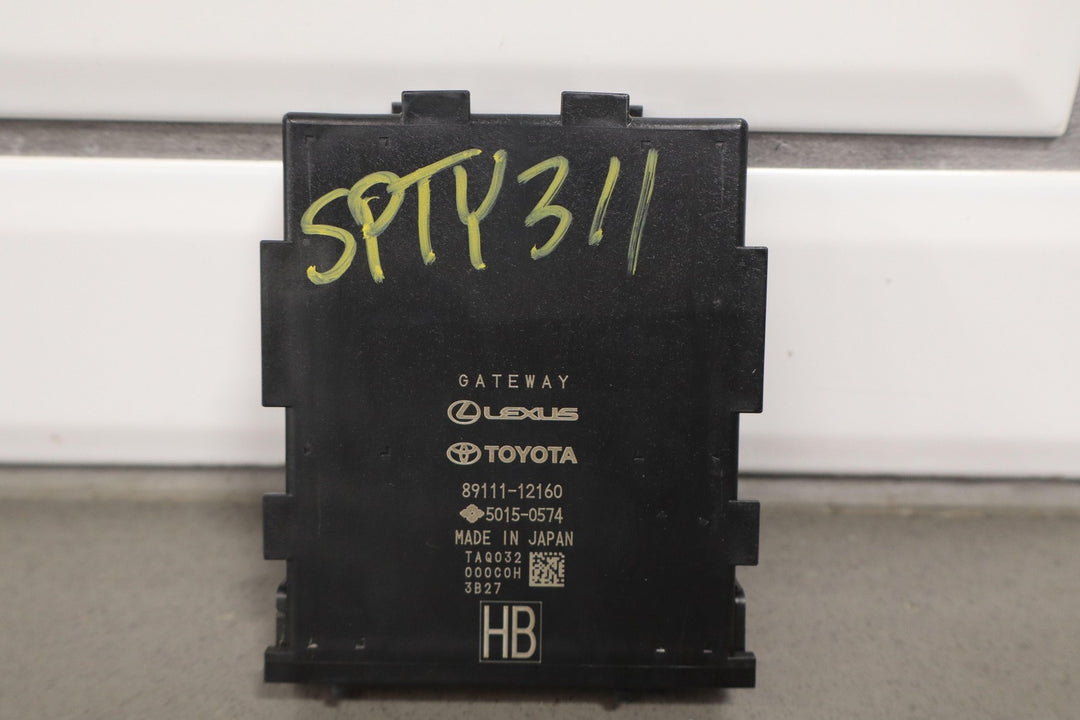 SPTY311
GATEWAY
LEXUS
TOYOTA
89111-12160
5015-0574
MADE IN JAPAN
TAQ032
000C0H
3B27
HB